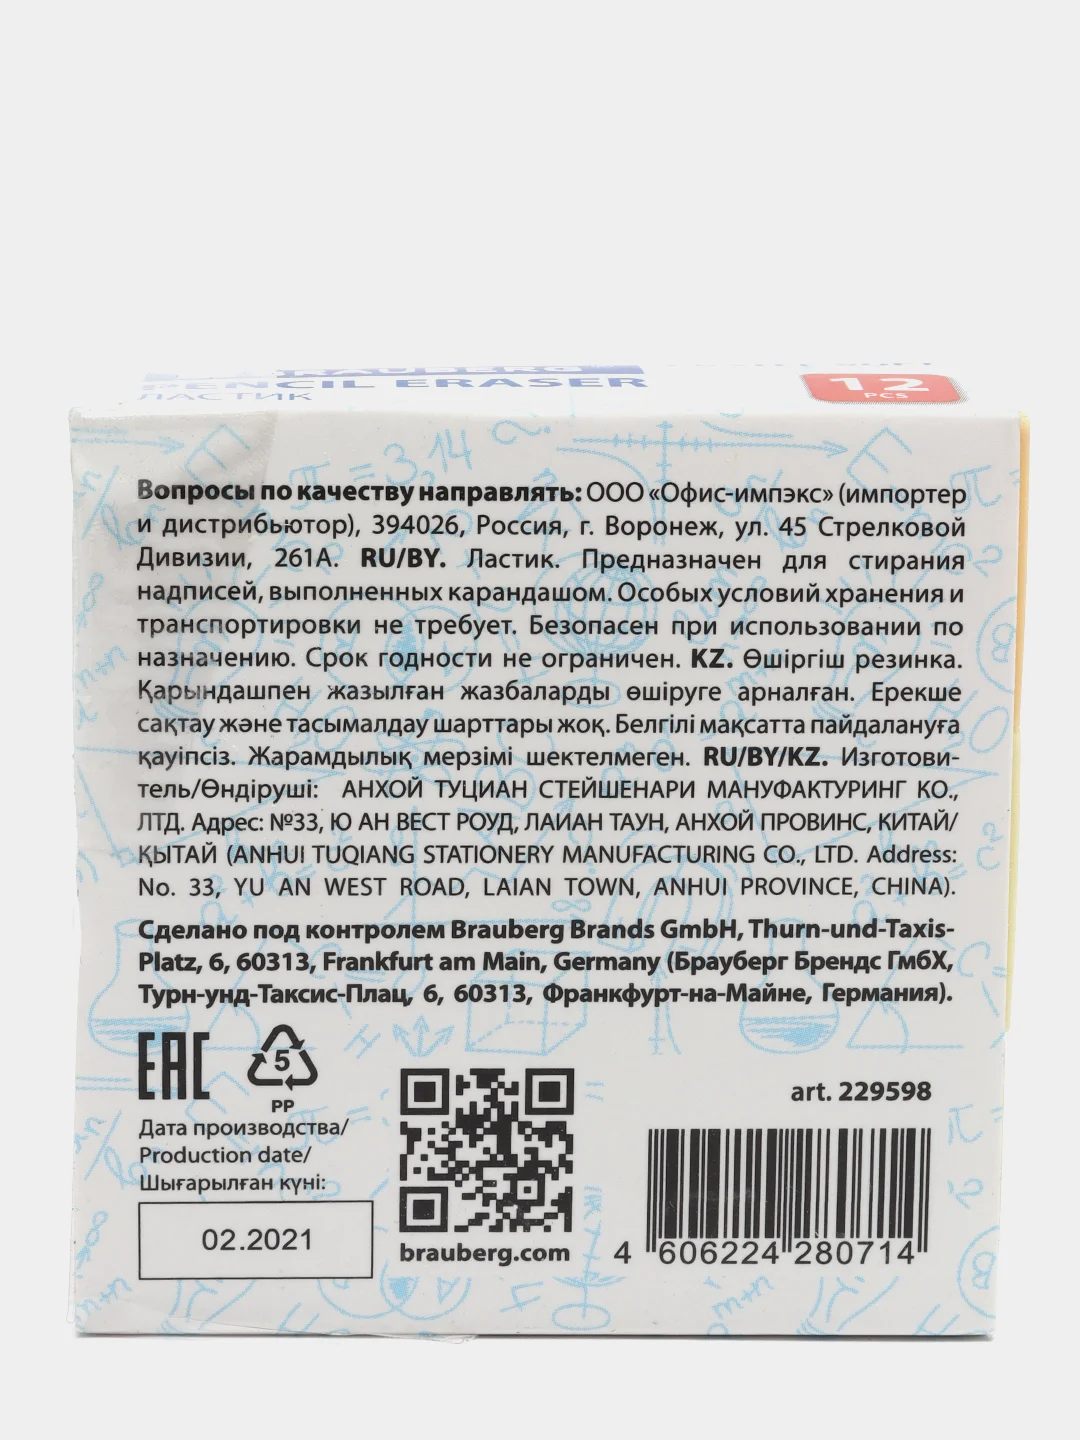 BRAUBERG
PENCIL ERASER
ЛАСТИК
12
PCS
Вопросы по качеству направлять: ООО «Офис-импэкс» (импортер
и дистрибьютор), 394026, Россия, г. Воронеж, ул. 45 Стрелковой
Дивизии, 261А. RU/BY. Ластик. Предназначен для стирания
надписей, выполненных карандашом. Особых условий хранения и
транспортировки не требует. Безопасен при использовании по
назначению. Срок годности не ограничен. KZ. Өшіргіш резинка.
Қарындашпен жазылған жазбаларды өшіруге арналған. Ерекше
сақтау және тасымалдау шарттары жоқ. Белгілі мақсатта пайдалануға
қауіпсіз. Жарамдылық мерзімі шектелмеген. RU/BY/KZ. Изготови-
тель/Өндіруші: АНХОЙ ТУЦИАН СТЕЙШЕНАРИ МАНУФАКТУРИНГ КО.,
ЛТД. Адрес: №33, Ю АН ВЕСТ РОУД, ЛАЙАН ТАУН, АНХОЙ ПРОВИНС, КИТАЙ/
ҚЫТАЙ (ANHUI TUQIANG STATIONERY MANUFACTURING CO., LTD. Address:
No. 33, YU AN WEST ROAD, LAIAN TOWN, ANHUI PROVINCE, CHINA).
Сделано под контролем Brauberg Brands GmbH, Thurn-und-Taxis-
Platz, 6, 60313, Frankfurt am Main, Germany (Брауберг Брендс ГмбХ,
Турн-унд-Таксис-Плац, 6, 60313, Франкфурт-на-Майне, Германия).
EAC
5
PP
art. 229598
Дата производства/
Production date/
Шығарылған күні:
02.2021
brauberg.com
4 606224 280714